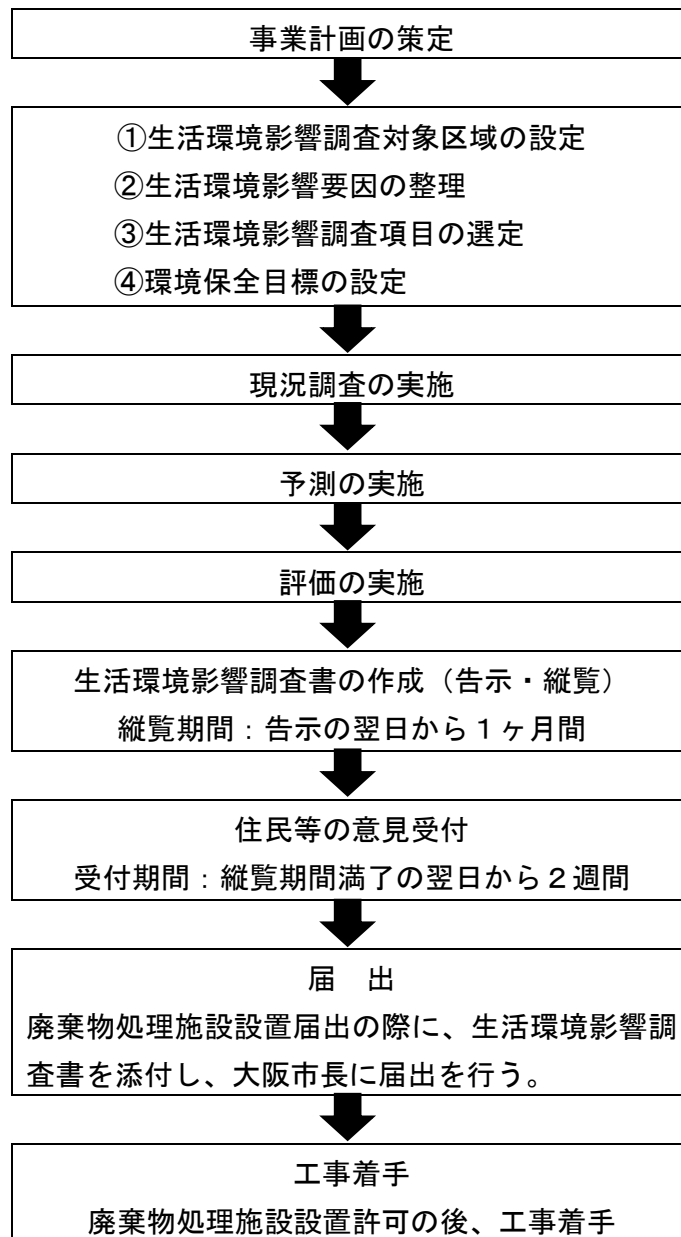 事業計画の策定
①生活環境影響調査対象区域の設定
②生活環境影響要因の整理
③生活環境影響調査項目の選定
④環境保全目標の設定
現況調査の実施
予測の実施
評価の実施
生活環境影響調査書の作成（告示・縦覧）
縦覧期間：告示の翌日から１ヶ月間
住民等の意見受付
受付期間：縦覧期間満了の翌日から２週間
届　出
廃棄物処理施設設置届出の際に、生活環境影響調
査書を添付し、大阪市長に届出を行う。
工事着手
廃棄物処理施設設置許可の後、工事着手